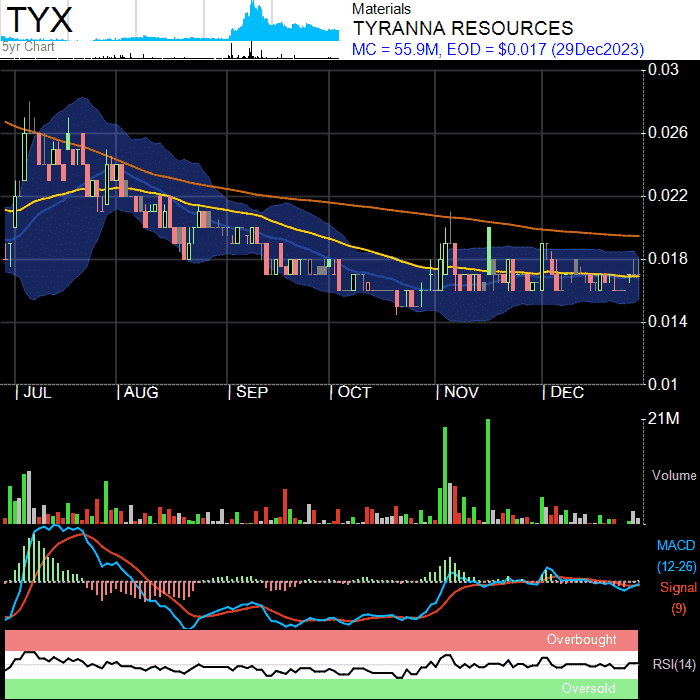 TYX
5yr Chart
Materials
TYRANNA RESOURCES
MC = 55.9M, EOD = $0.017 (29Dec2023)
0.03
0.026
0.022
0.018
0.014
0.01
JUL AUG SEP OCT NOV DEC
21M
Volume
MACD
(12-26)
Signal
(9)
Overbought
RSI(14)
Oversold